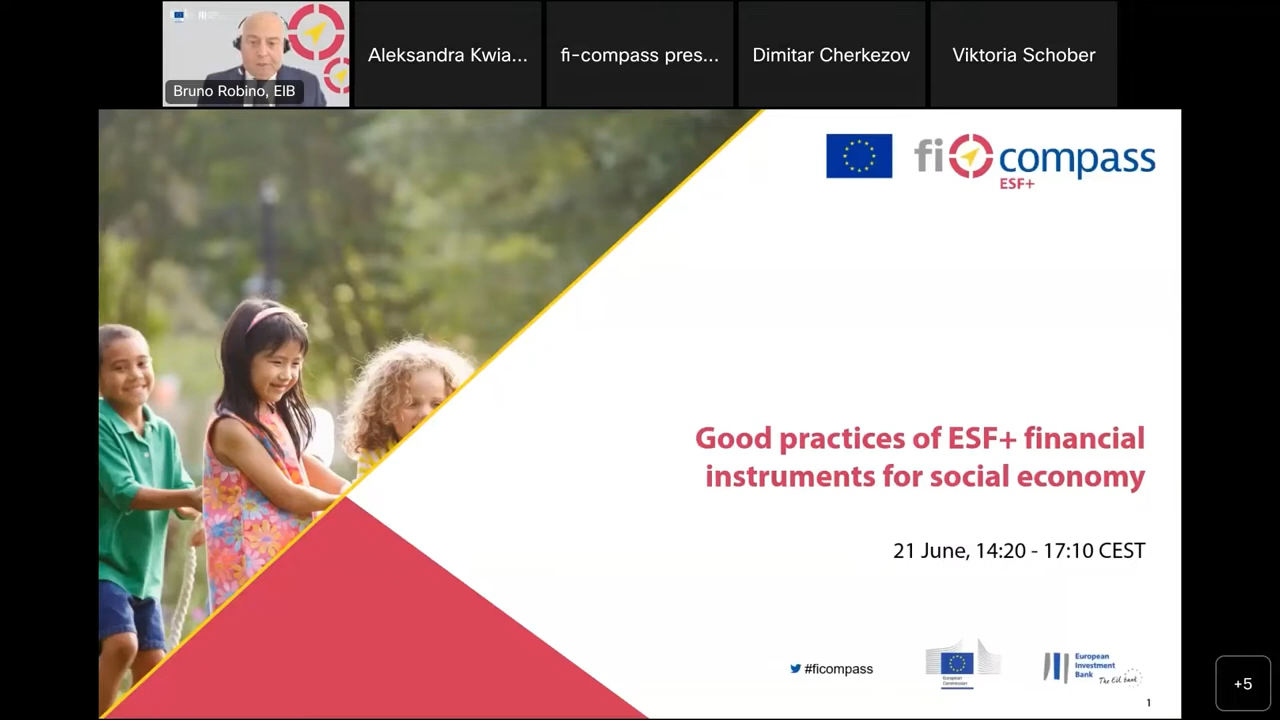 Bruno Robino, EIB
Aleksandra Kwia...
fi-compass pres...
Dimitar Cherkezov
Viktoria Schober
fi compass
ESF+
Good practices of ESF+ financial
instruments for social economy
21 June, 14:20 - 17:10 CEST
#ficompass
European
Commission
European
Investment
Bank
The EU bank
1
+5